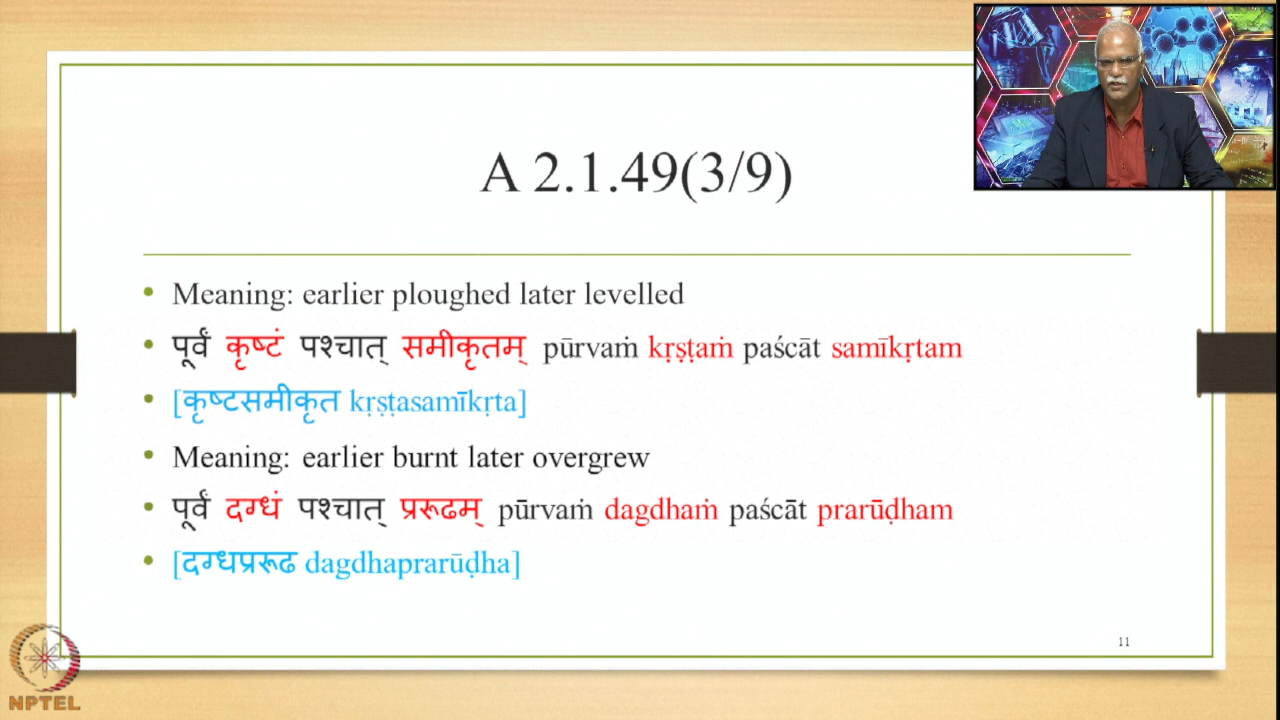 A 2.1.49(3/9)
• Meaning: earlier ploughed later levelled
• पूर्वं कृष्टं पश्चात् समीकृतम् pūrvaṁ kṛṣṭaṁ paścāt samīkṛtam
• [कृष्टसमीकृत kṛṣṭasamīkṛta]
• Meaning: earlier burnt later overgrew
• पूर्वं दग्धं पश्चात् प्ररूढम् pūrvaṁ dagdhaṁ paścāt prarūḍham
• [दग्धप्ररूढ dagdhaprarūḍha]
11
NPTEL